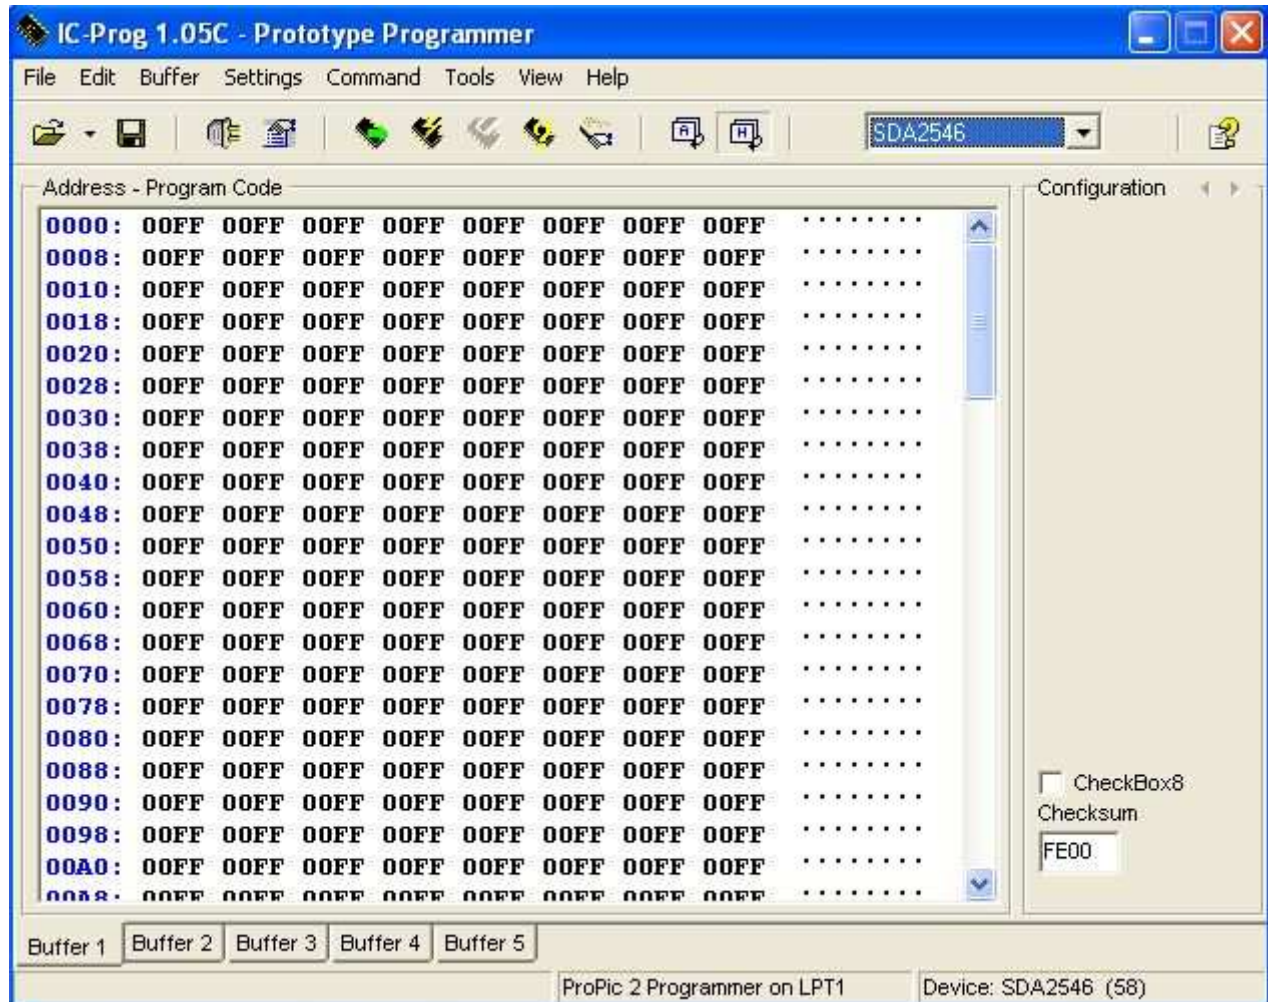 IC-Prog 1.05C - Prototype Programmer
File Edit Buffer Settings Command Tools View Help
SDA2546
Address - Program Code
Configuration
0000: 00FF 00FF 00FF 00FF 00FF 00FF 00FF 00FF ········
0008: 00FF 00FF 00FF 00FF 00FF 00FF 00FF 00FF ········
0010: 00FF 00FF 00FF 00FF 00FF 00FF 00FF 00FF ········
0018: 00FF 00FF 00FF 00FF 00FF 00FF 00FF 00FF ········
0020: 00FF 00FF 00FF 00FF 00FF 00FF 00FF 00FF ········
0028: 00FF 00FF 00FF 00FF 00FF 00FF 00FF 00FF ········
0030: 00FF 00FF 00FF 00FF 00FF 00FF 00FF 00FF ········
0038: 00FF 00FF 00FF 00FF 00FF 00FF 00FF 00FF ········
0040: 00FF 00FF 00FF 00FF 00FF 00FF 00FF 00FF ········
0048: 00FF 00FF 00FF 00FF 00FF 00FF 00FF 00FF ········
0050: 00FF 00FF 00FF 00FF 00FF 00FF 00FF 00FF ········
0058: 00FF 00FF 00FF 00FF 00FF 00FF 00FF 00FF ········
0060: 00FF 00FF 00FF 00FF 00FF 00FF 00FF 00FF ········
0068: 00FF 00FF 00FF 00FF 00FF 00FF 00FF 00FF ········
0070: 00FF 00FF 00FF 00FF 00FF 00FF 00FF 00FF ········
0078: 00FF 00FF 00FF 00FF 00FF 00FF 00FF 00FF ········
0080: 00FF 00FF 00FF 00FF 00FF 00FF 00FF 00FF ········
0088: 00FF 00FF 00FF 00FF 00FF 00FF 00FF 00FF ········
0090: 00FF 00FF 00FF 00FF 00FF 00FF 00FF 00FF ········
0098: 00FF 00FF 00FF 00FF 00FF 00FF 00FF 00FF ········
00A0: 00FF 00FF 00FF 00FF 00FF 00FF 00FF 00FF ········
00A8: 00FF 00FF 00FF 00FF 00FF 00FF 00FF 00FF ········
CheckBox8
Checksum
FE00
Buffer 1 Buffer 2 Buffer 3 Buffer 4 Buffer 5
ProPic 2 Programmer on LPT1 Device: SDA2546 (58)